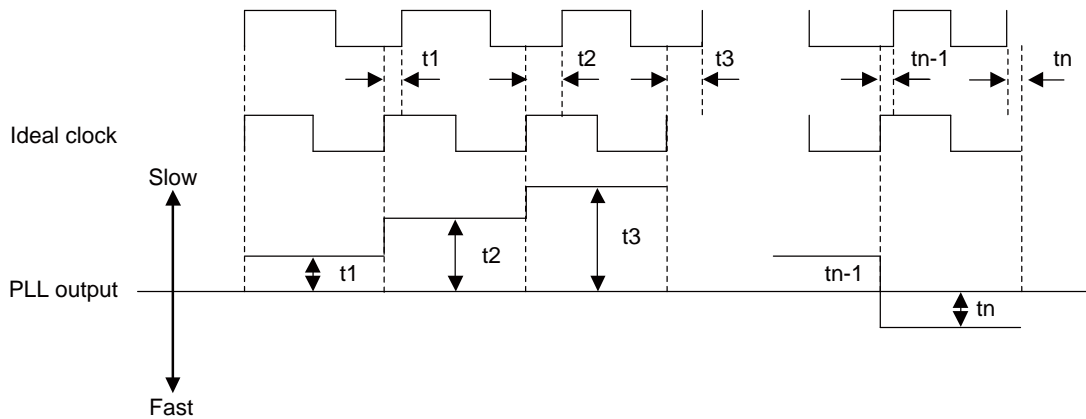 t1
t2
t3
tn-1
tn
Ideal clock
Slow
t1
t2
t3
tn-1
tn
PLL output
Fast